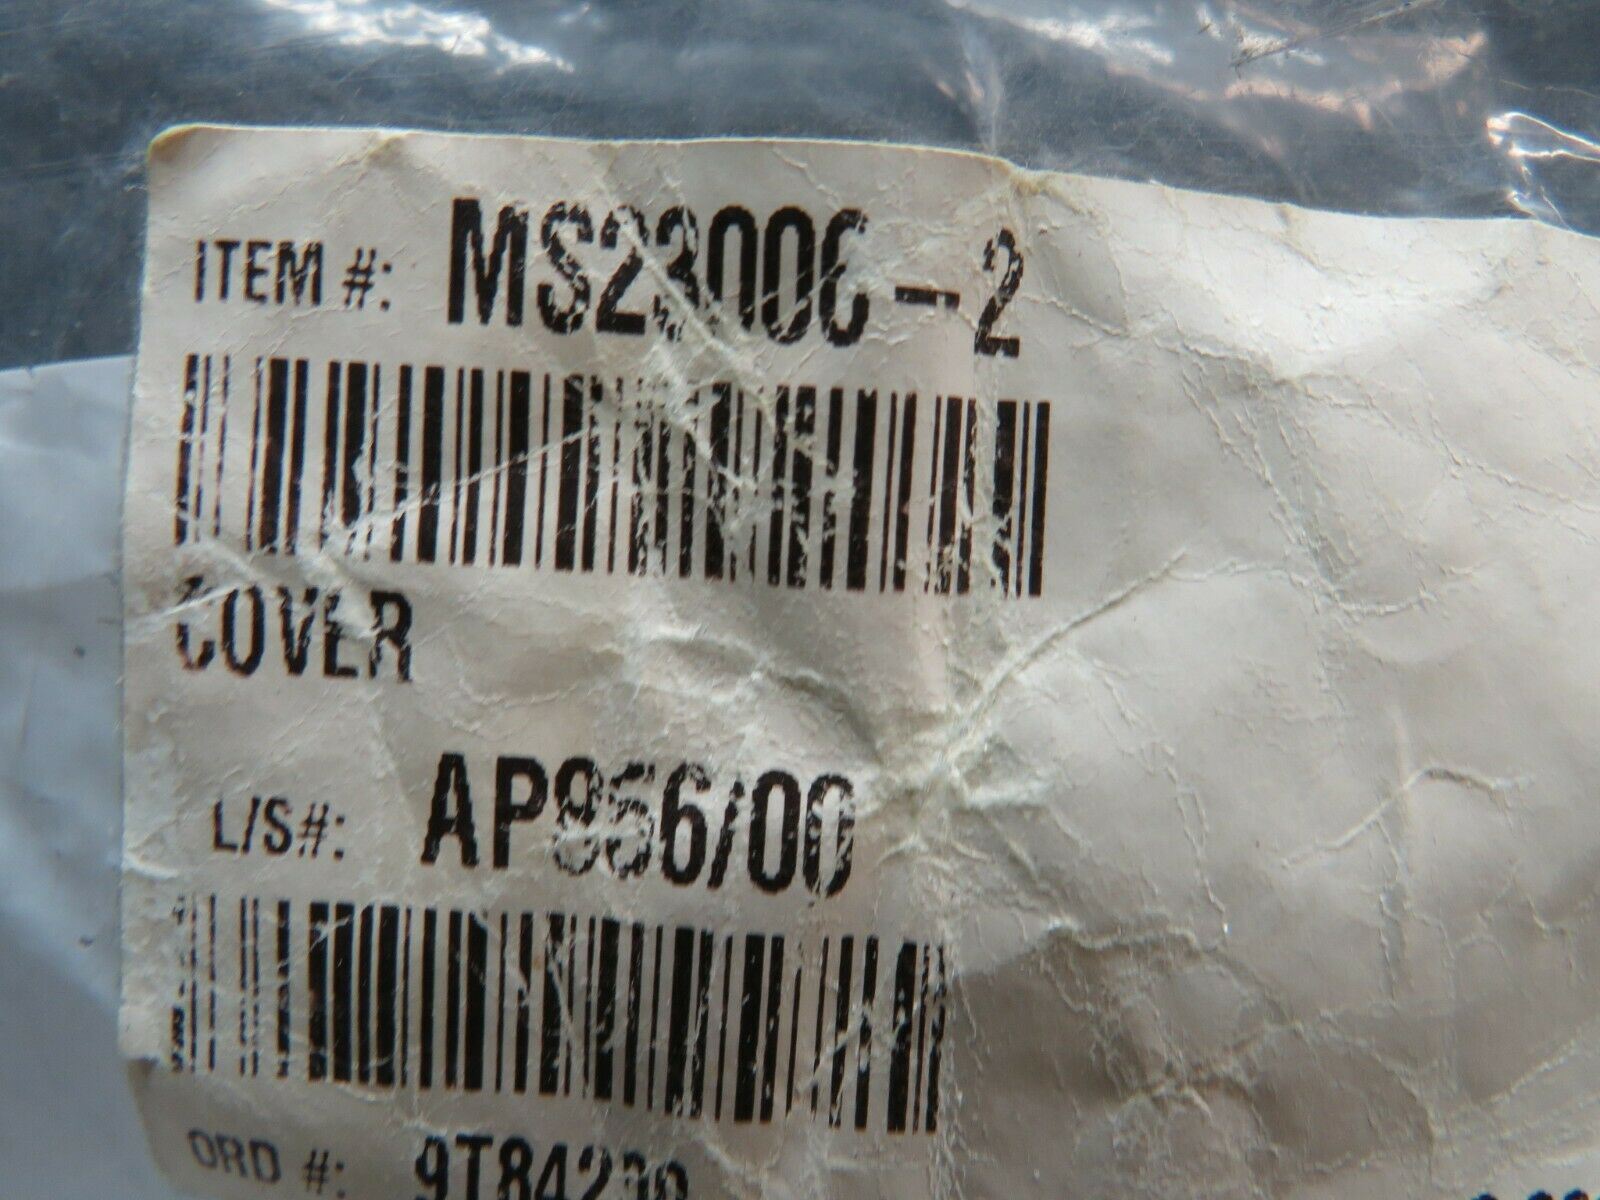 ITEM #: MS23006-2
COVER
L/S#: AP856/00
ORD #: